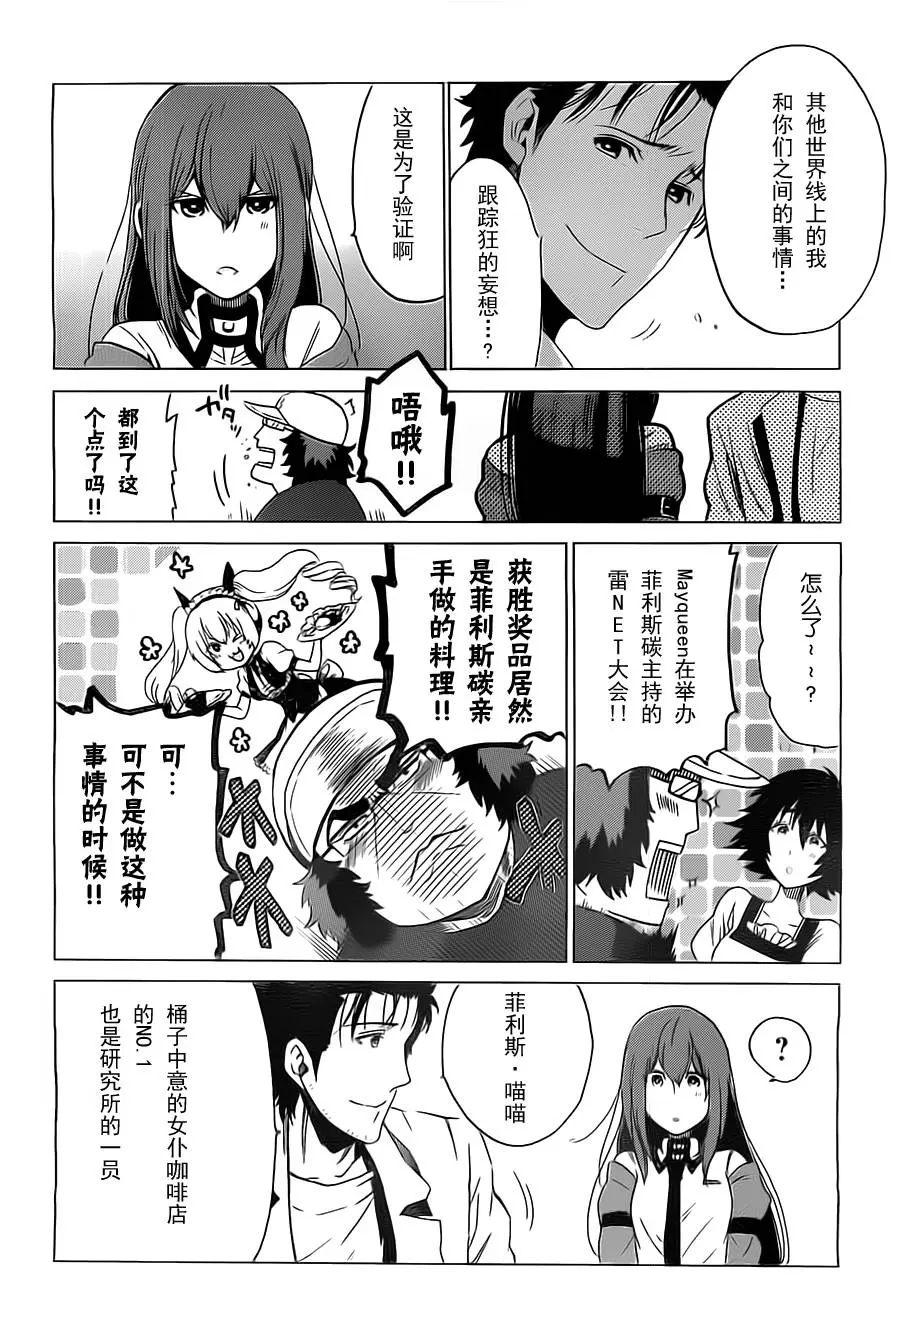 其他世界线上的我
和你们之间的事情…
跟踪狂的妄想…?
这是为了验证啊
唔哦!!
ガタ
都到了这
个点了吗!!
怎么了~~?
Mayqueen在举办
菲利斯碳主持的
雷NET大会!!
获胜奖品居然
是菲利斯碳亲
手做的料理!!
可…
可不是做这种
事情的时候!!
?
菲利斯·喵喵
桶子中意的女仆咖啡店
的NO.1
也是研究所的一员